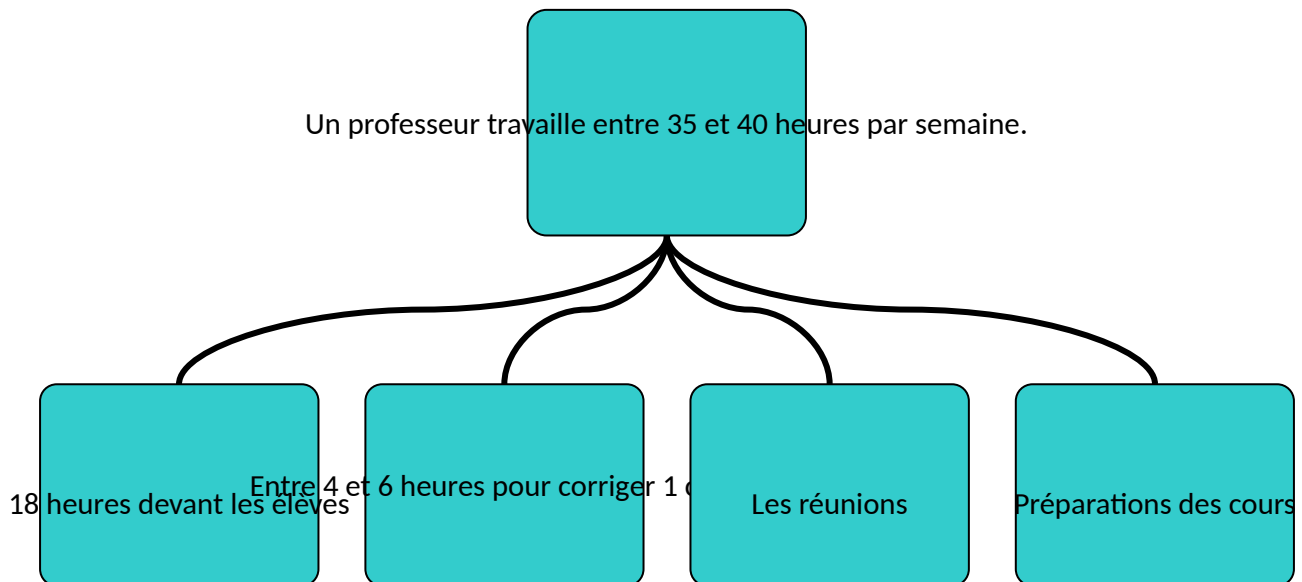 Un professeur travaille entre 35 et 40 heures par semaine.
Entre 4 et 6 heures pour corriger 1
18 heures devant les élèves
Les réunions
Préparations des cours